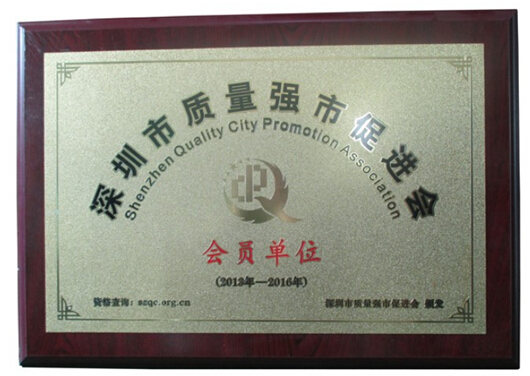 深圳市质量强市促进会
Shenzhen Quality City Promotion Association
会员单位
(2013年—2016年)
资格查询：szqc.org.cn
深圳市质量强市促进会 颁发